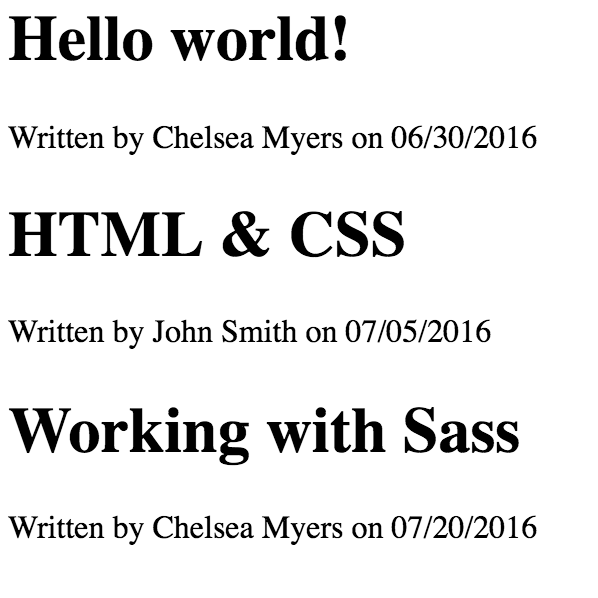 Hello world!
Written by Chelsea Myers on 06/30/2016
HTML & CSS
Written by John Smith on 07/05/2016
Working with Sass
Written by Chelsea Myers on 07/20/2016